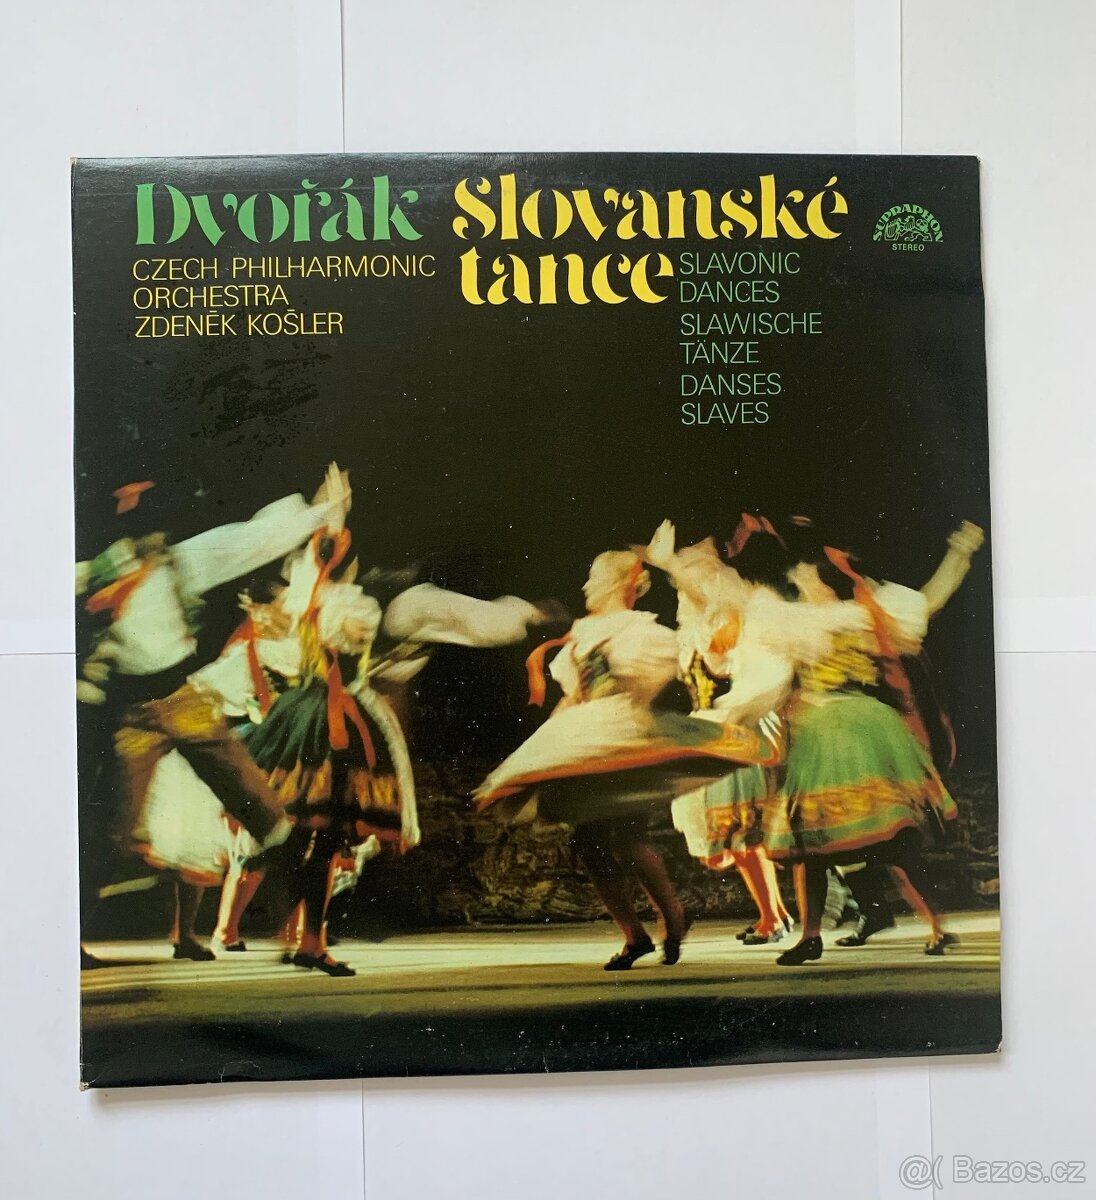 Dvořák
CZECH PHILHARMONIC
ORCHESTRA
ZDENĚK KOŠLER
Slovanské
tance
SLAVONIC
DANCES
SLAWISCHE
TÄNZE
DANSES
SLAVES
SUPRAPHON
STEREO
@( Bazos.cz